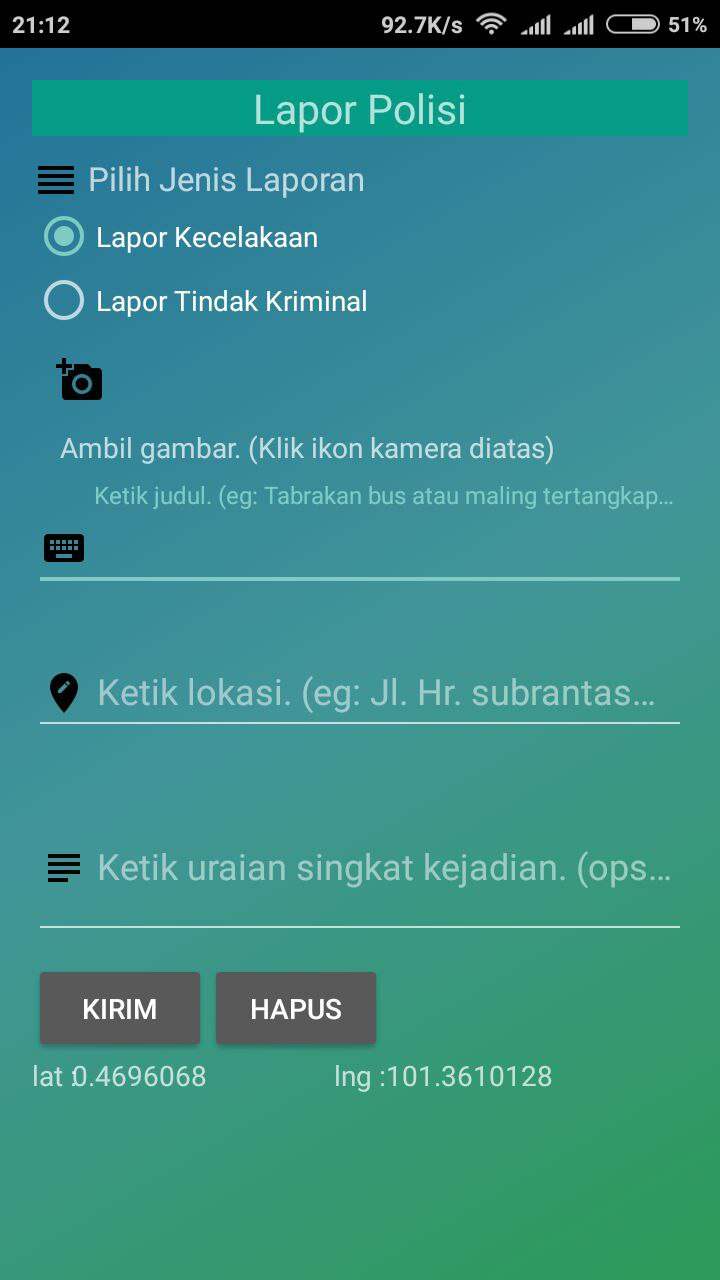 21:12 92.7K/s 51%
Lapor Polisi
Pilih Jenis Laporan
Lapor Kecelakaan
Lapor Tindak Kriminal
Ambil gambar. (Klik ikon kamera diatas)
Ketik judul. (eg: Tabrakan bus atau maling tertangkap...
Ketik lokasi. (eg: Jl. Hr. subrantas...
Ketik uraian singkat kejadian. (ops...
KIRIM HAPUS
lat :0.4696068 lng :101.3610128